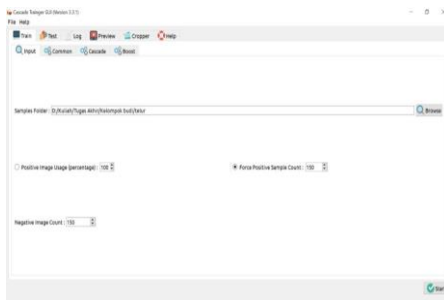 Cascade Trainer GUI (Version 3.3.1)
File Help
Train Test Log Preview Cropper Help
Input Common Cascade Boost
Samples Folder: D:/Kuliah/Tugas Akhir/Kelompok budi/telur Browse
Positive Image Usage (percentage): 100 Force Positive Sample Count: 150
Negative Image Count: 150
Start